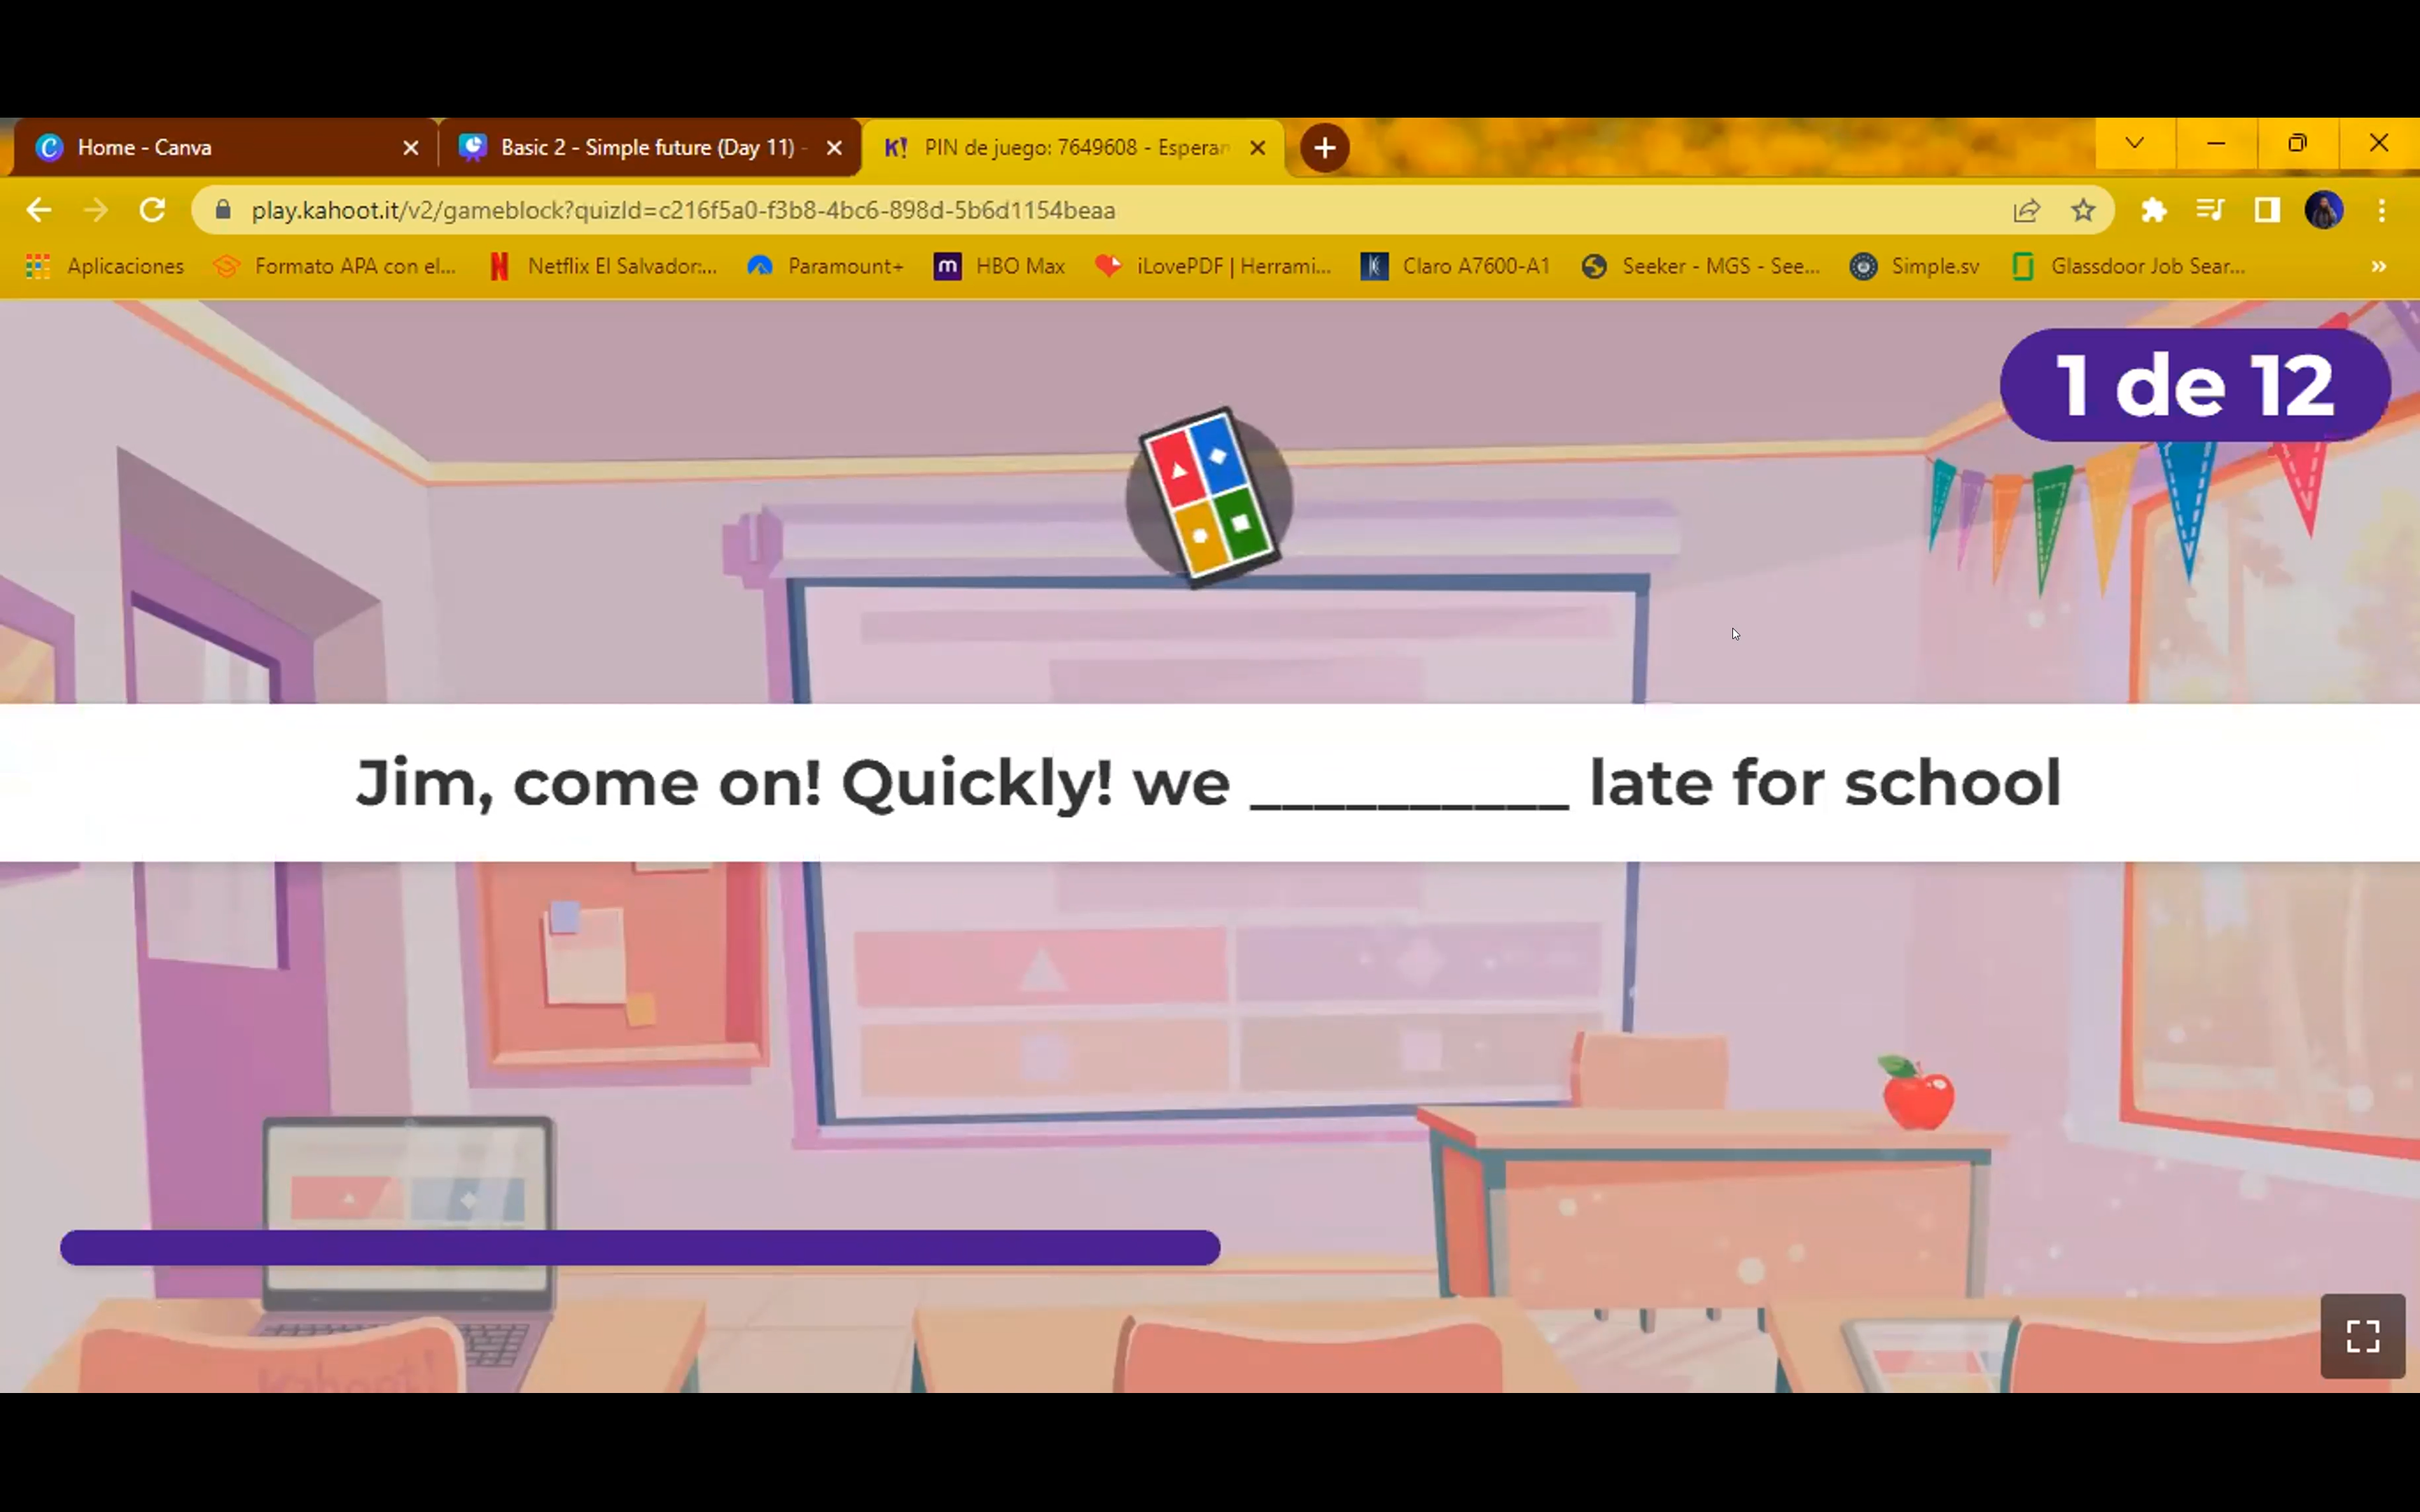 Home - Canva
Basic 2 - Simple future (Day 11) -
K! PIN de juego: 7649608 - Esperan
play.kahoot.it/v2/gameblock?quizId=c216f5a0-f3b8-4bc6-898d-5b6d1154beaa
Aplicaciones Formato APA con el... Netflix El Salvador:... Paramount+ HBO Max iLovePDF | Herrami... Claro A7600-A1 Seeker - MGS - See... Simple.sv Glassdoor Job Sear... »
1 de 12
Jim, come on! Quickly! we __________ late for school
Kahoot!